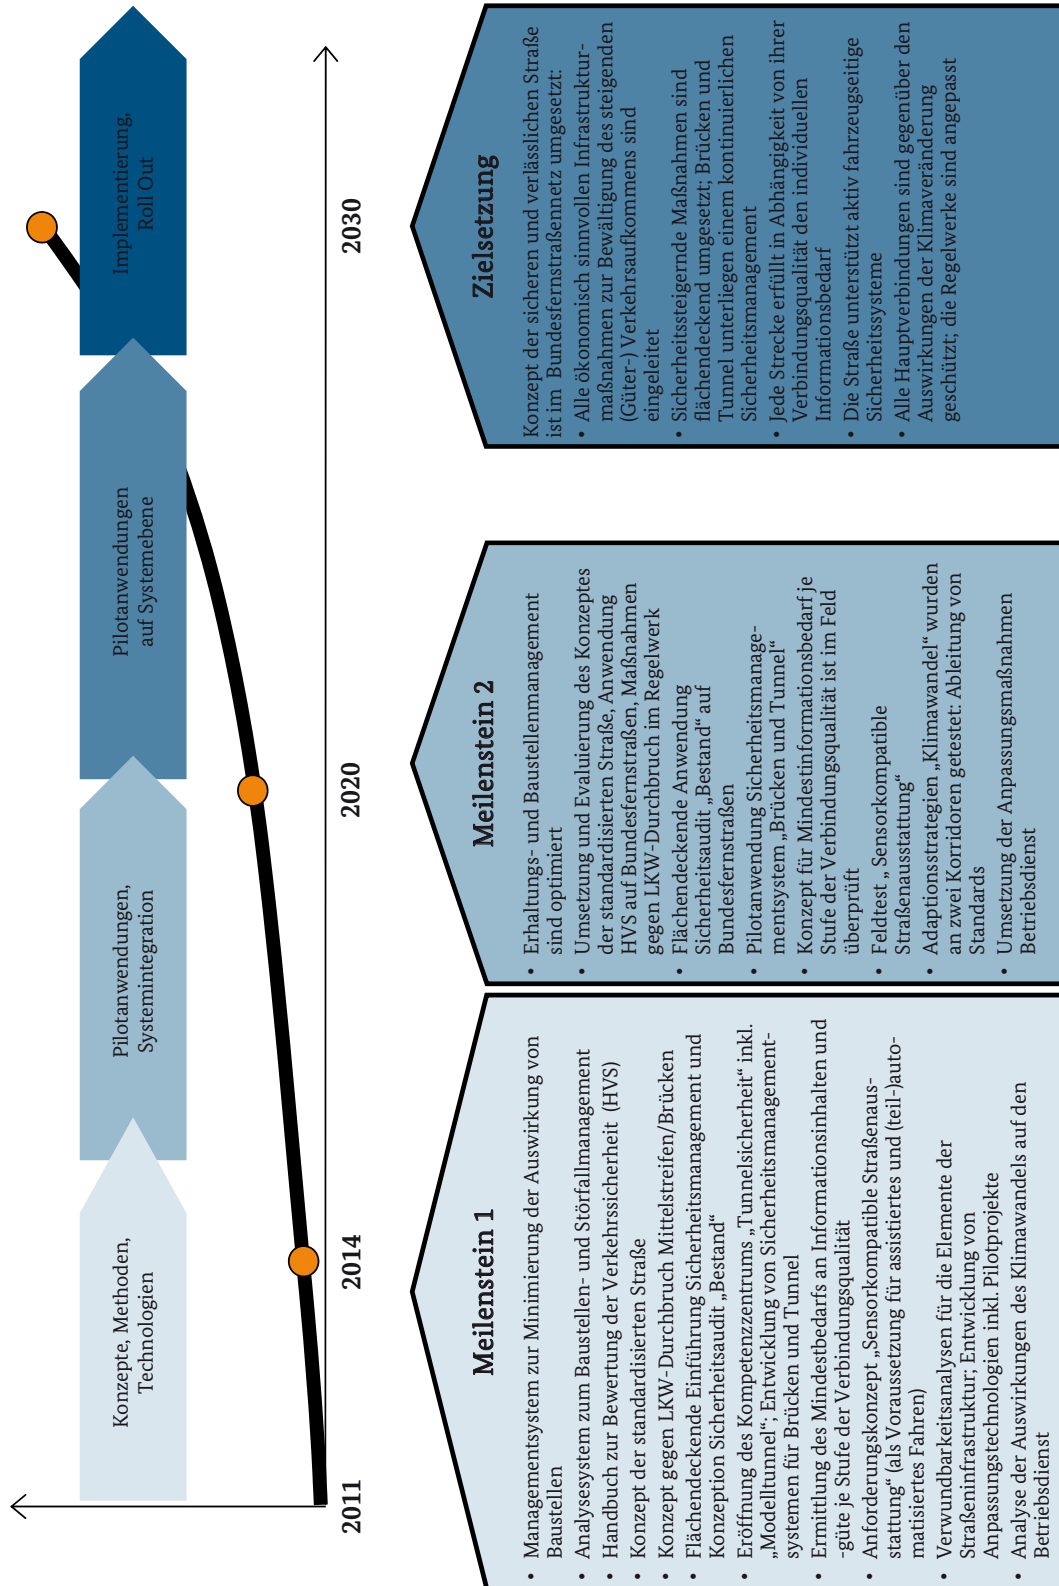 Konzepte, Methoden,
Technologien
Pilotanwendungen,
Systemintegration
Pilotanwendungen
auf Systemebene
Implementierung,
Roll Out
2011
2014
2020
2030
Meilenstein 1
• Managementsystem zur Minimierung der Auswirkung von
Baustellen
• Analysesystem zum Baustellen- und Störfallmanagement
• Handbuch zur Bewertung der Verkehrssicherheit (HVS)
• Konzept der standardisierten Straße
• Konzept gegen LKW-Durchbruch Mittelstreifen/Brücken
• Flächendeckende Einführung Sicherheitsmanagement und
Konzeption Sicherheitsaudit „Bestand“
• Eröffnung des Kompetenzzentrums „Tunnelsicherheit“ inkl.
„Modelltunnel“; Entwicklung von Sicherheitsmanagement-
systemen für Brücken und Tunnel
• Ermittlung des Mindestbedarfs an Informationsinhalten und
-güte je Stufe der Verbindungsqualität
• Anforderungskonzept „Sensorkompatible Straßenaus-
stattung“ (als Voraussetzung für assistiertes und (teil-)auto-
matisiertes Fahren)
• Verwundbarkeitsanalysen für die Elemente der
Straßeninfrastruktur; Entwicklung von
Anpassungstechnologien inkl. Pilotprojekte
• Analyse der Auswirkungen des Klimawandels auf den
Betriebsdienst
Meilenstein 2
• Erhaltungs- und Baustellenmanagement
sind optimiert
• Umsetzung und Evaluierung des Konzeptes
der standardisierten Straße, Anwendung
HVS auf Bundesfernstraßen, Maßnahmen
gegen LKW-Durchbruch im Regelwerk
• Flächendeckende Anwendung
Sicherheitsaudit „Bestand“ auf
Bundesfernstraßen
• Pilotanwendung Sicherheitsmanage-
mentsystem „Brücken und Tunnel“
• Konzept für Mindestinformationsbedarf je
Stufe der Verbindungsqualität ist im Feld
überprüft
• Feldtest „Sensorkompatible
Straßenausstattung“
• Adaptionsstrategien „Klimawandel“ wurden
an zwei Korridoren getestet: Ableitung von
Standards
• Umsetzung der Anpassungsmaßnahmen
Betriebsdienst
Zielsetzung
Konzept der sicheren und verlässlichen Straße
ist im Bundesfernstraßennetz umgesetzt:
• Alle ökonomisch sinnvollen Infrastruktur-
maßnahmen zur Bewältigung des steigenden
(Güter-) Verkehrsaufkommens sind
eingeleitet
• Sicherheitssteigernde Maßnahmen sind
flächendeckend umgesetzt; Brücken und
Tunnel unterliegen einem kontinuierlichen
Sicherheitsmanagement
• Jede Strecke erfüllt in Abhängigkeit von ihrer
Verbindungsqualität den individuellen
Informationsbedarf
• Die Straße unterstützt aktiv fahrzeugseitige
Sicherheitssysteme
• Alle Hauptverbindungen sind gegenüber den
Auswirkungen der Klimaveränderung
geschützt; die Regelwerke sind angepasst